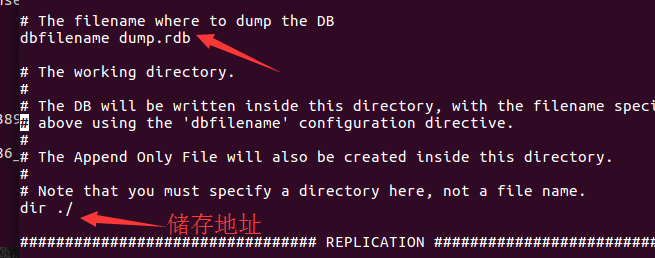 # The filename where to dump the DB
dbfilename dump.rdb
# The working directory.
#
# The DB will be written inside this directory, with the filename speci
# above using the 'dbfilename' configuration directive.
#
# The Append Only File will also be created inside this directory.
#
# Note that you must specify a directory here, not a file name.
dir ./
储存地址
################################ REPLICATION #########################